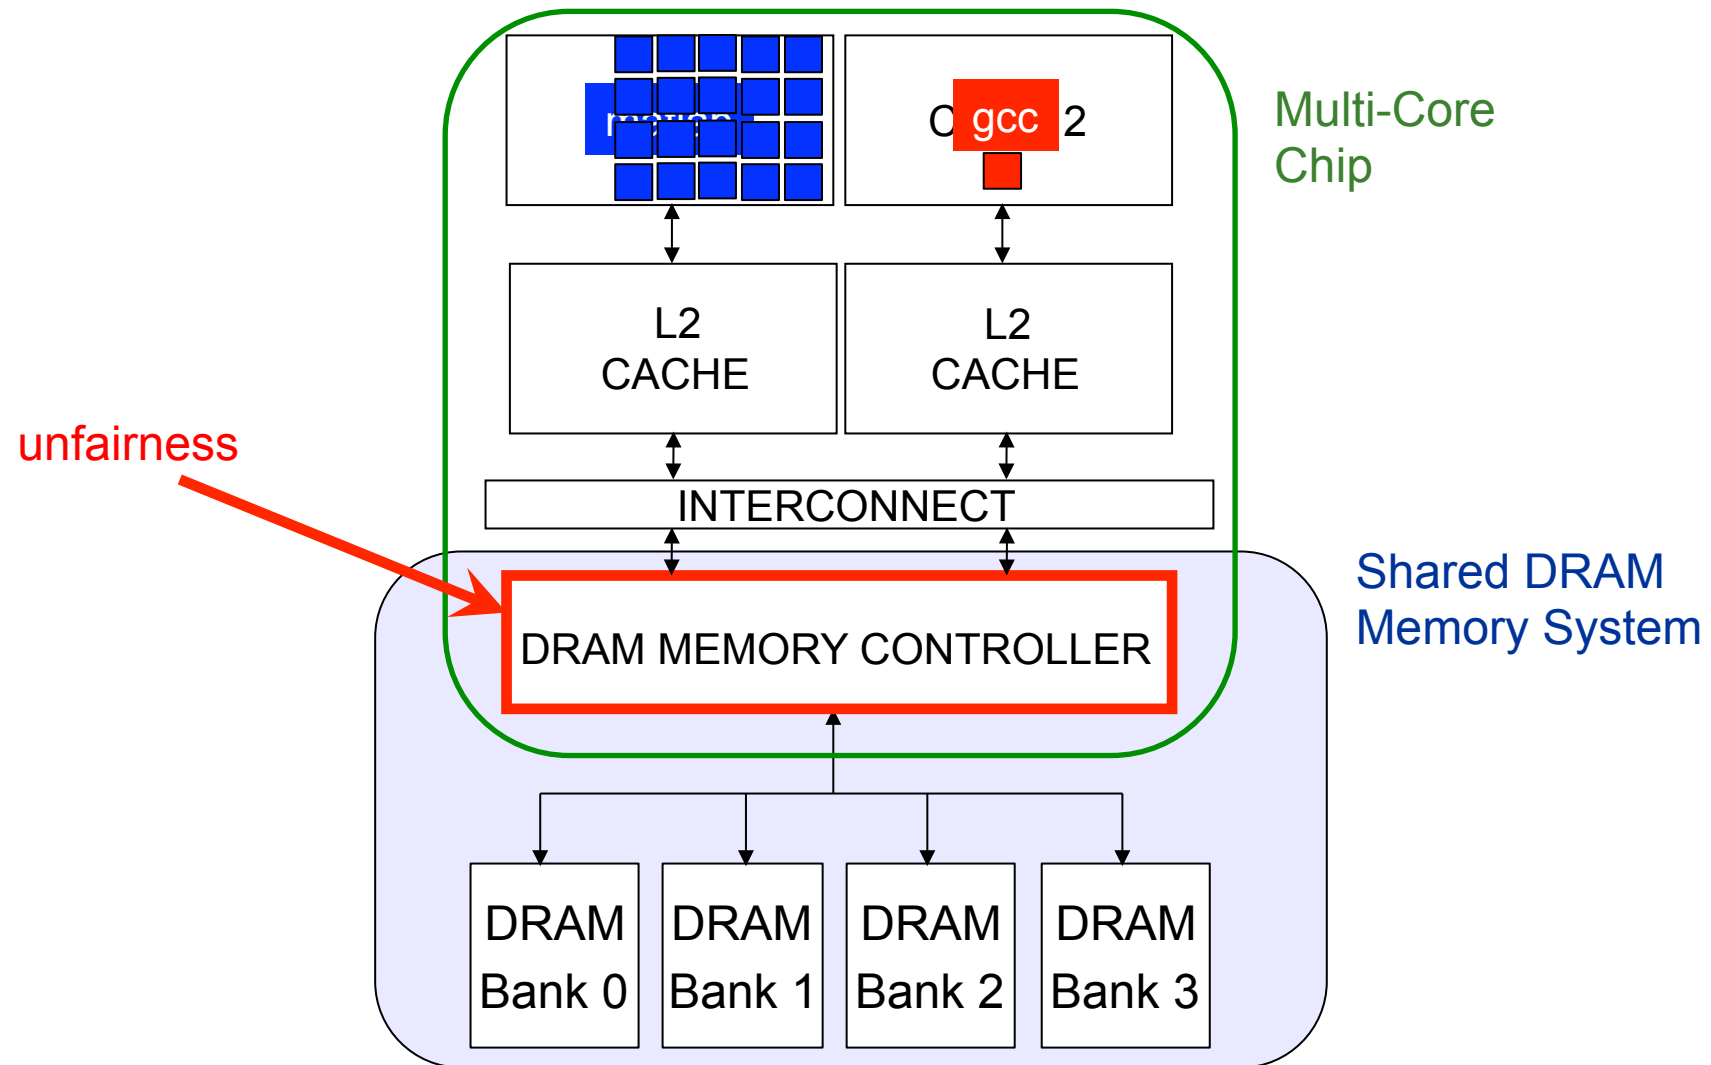 gcc 2
Multi-Core
Chip
L2
CACHE
L2
CACHE
unfairness
INTERCONNECT
Shared DRAM
Memory System
DRAM MEMORY CONTROLLER
DRAM
Bank 0
DRAM
Bank 1
DRAM
Bank 2
DRAM
Bank 3